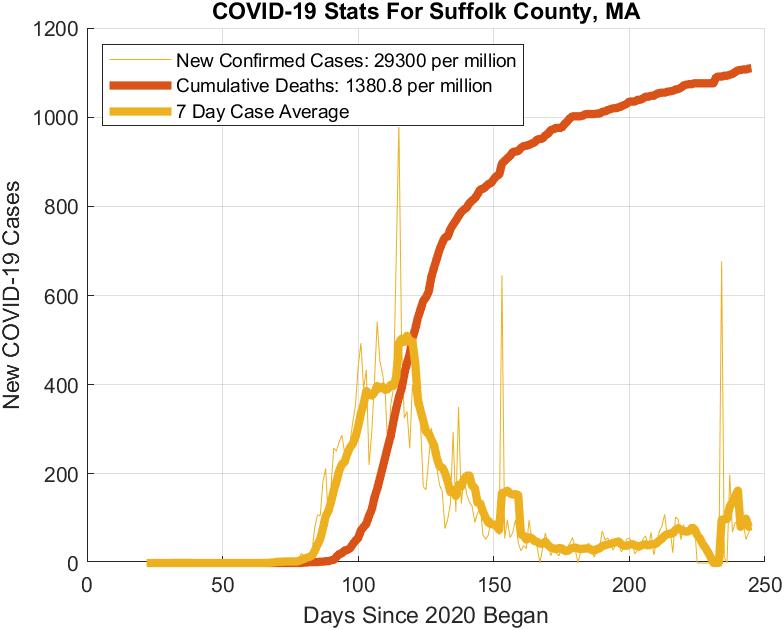 COVID-19 Stats For Suffolk County, MA
1200
1000
800
600
400
200
0
New COVID-19 Cases
New Confirmed Cases: 29300 per million
Cumulative Deaths: 1380.8 per million
7 Day Case Average
0 50 100 150 200 250
Days Since 2020 Began